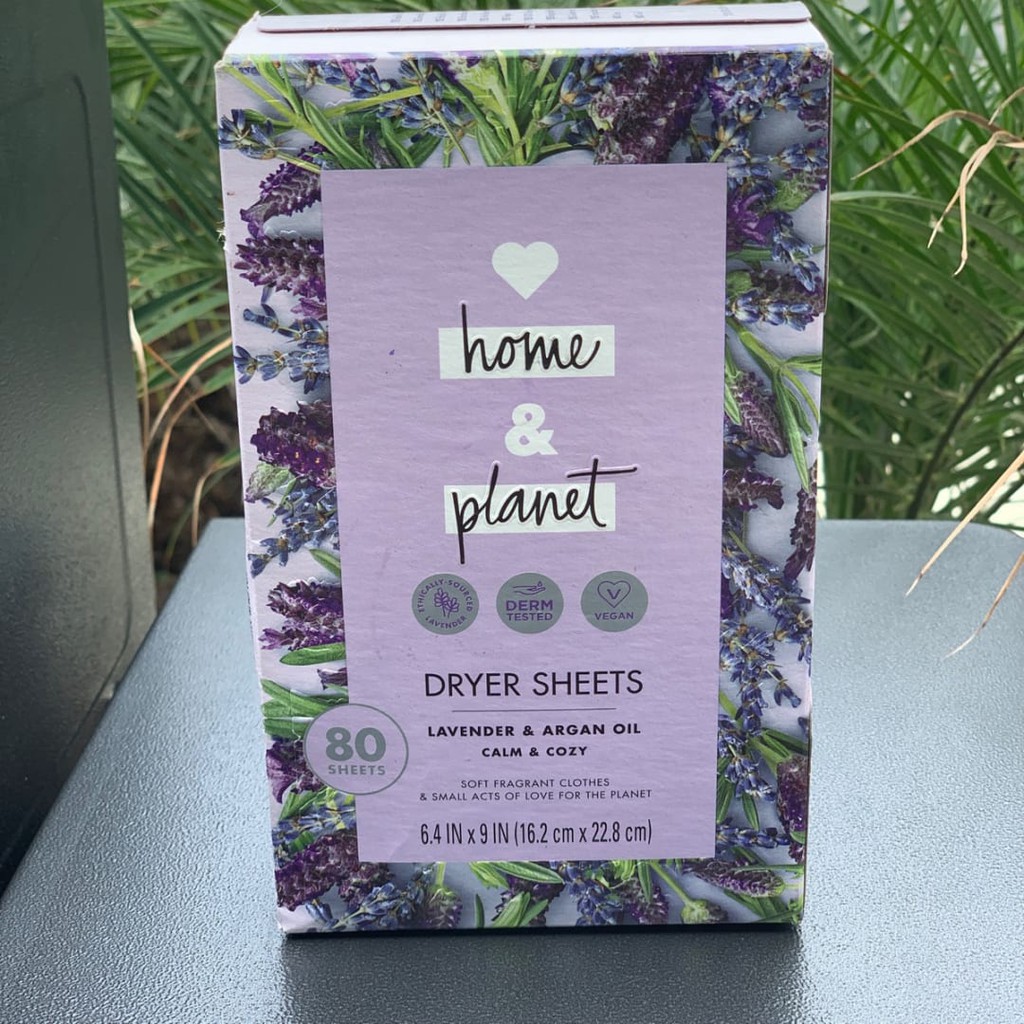 home
&
planet
ETHICALLY-SOURCED
LAVENDER
DERM
TESTED
V
VEGAN
DRYER SHEETS
80
SHEETS
LAVENDER & ARGAN OIL
CALM & COZY
SOFT FRAGRANT CLOTHES
& SMALL ACTS OF LOVE FOR THE PLANET
6.4 IN x 9 IN (16.2 cm x 22.8 cm)